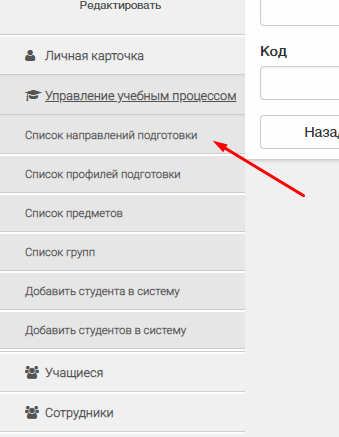 Редактировать
Личная карточка
Код
Управление учебным процессом
Список направлений подготовки
Назад
Список профилей подготовки
Список предметов
Список групп
Добавить студента в систему
Добавить студентов в систему
Учащиеся
Сотрудники